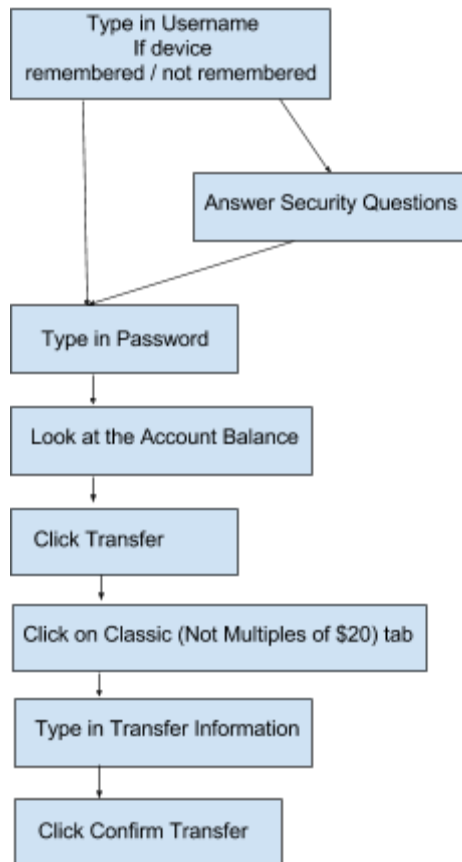 Type in Username
If device
remembered / not remembered
Answer Security Questions
Type in Password
Look at the Account Balance
Click Transfer
Click on Classic (Not Multiples of $20) tab
Type in Transfer Information
Click Confirm Transfer